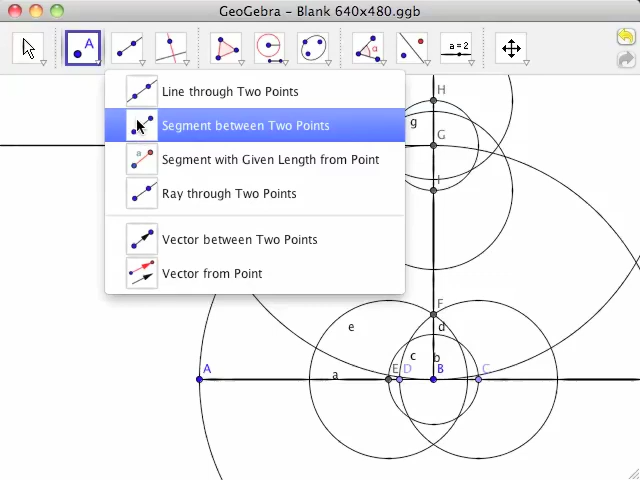 GeoGebra – Blank 640x480.ggb
A
a = 2
Line through Two Points
Segment between Two Points
Segment with Given Length from Point
Ray through Two Points
Vector between Two Points
Vector from Point
H
g
G
I
F
e
d
c
b
A
a
E
D
B
C